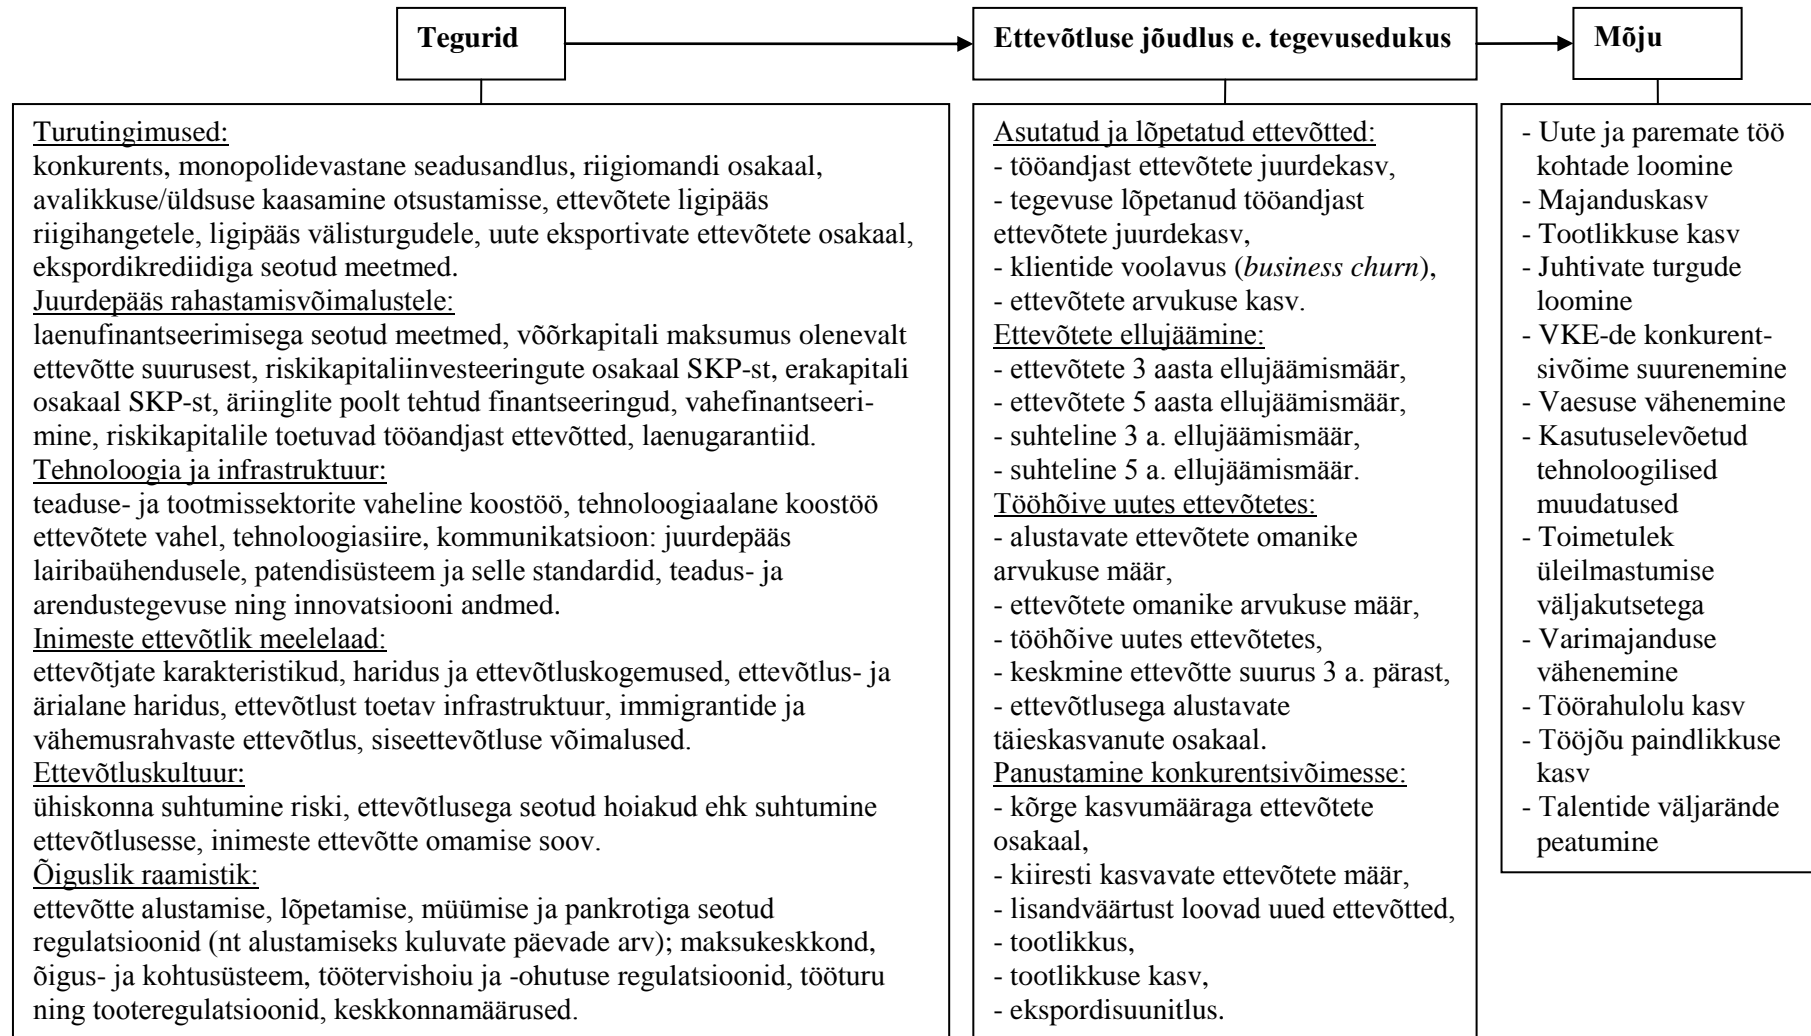 Tegurid
Ettevõtluse jõudlus e. tegevusedukus
Mõju
Turutingimused:
konkurents, monopolidevastane seadusandlus, riigiomandi osakaal,
avalikkuse/üldsuse kaasamine otsustamisse, ettevõtete ligipääs
riigihangetele, ligipääs välisturgudele, uute eksportivate ettevõtete osakaal,
ekspordikrediidiga seotud meetmed.
Juurdepääs rahastamisvõimalustele:
laenufinantseerimisega seotud meetmed, võõrkapitali maksumus olenevalt
ettevõtte suurusest, riskikapitaliinvesteeringute osakaal SKP-st, erakapitali
osakaal SKP-st, äriinglite poolt tehtud finantseeringud, vahefinantseeri-
mine, riskikapitalile toetuvad tööandjast ettevõtted, laenugarantiid.
Tehnoloogia ja infrastruktuur:
teaduse- ja tootmissektorite vaheline koostöö, tehnoloogiaalane koostöö
ettevõtete vahel, tehnoloogiasiire, kommunikatsioon: juurdepääs
lairibaühendusele, patendisüsteem ja selle standardid, teadus- ja
arendustegevuse ning innovatsiooni andmed.
Inimeste ettevõtlik meelelaad:
ettevõtjate karakteristikud, haridus ja ettevõtluskogemused, ettevõtlus- ja
ärialane haridus, ettevõtlust toetav infrastruktuur, immigrantide ja
vähemusrahvaste ettevõtlus, siseettevõtluse võimalused.
Ettevõtluskultuur:
ühiskonna suhtumine riski, ettevõtlusega seotud hoiakud ehk suhtumine
ettevõtlusesse, inimeste ettevõtte omamise soov.
Õiguslik raamistik:
ettevõtte alustamise, lõpetamise, müümise ja pankrotiga seotud
regulatsioonid (nt alustamiseks kuluvate päevade arv); maksukeskkond,
õigus- ja kohtusüsteem, töötervishoiu ja -ohutuse regulatsioonid, tööturu
ning tooteregulatsioonid, keskkonnamäärused.
Asutatud ja lõpetatud ettevõtted:
- tööandjast ettevõtete juurdekasv,
- tegevuse lõpetanud tööandjast
ettevõtete juurdekasv,
- klientide voolavus (business churn),
- ettevõtete arvukuse kasv.
Ettevõtete ellujäämine:
- ettevõtete 3 aasta ellujäämismäär,
- ettevõtete 5 aasta ellujäämismäär,
- suhteline 3 a. ellujäämismäär,
- suhteline 5 a. ellujäämismäär.
Tööhõive uutes ettevõtetes:
- alustavate ettevõtete omanike
arvukuse määr,
- ettevõtete omanike arvukuse määr,
- tööhõive uutes ettevõtetes,
- keskmine ettevõtte suurus 3 a. pärast,
- ettevõtlusega alustavate
täieskasvanute osakaal.
Panustamine konkurentsivõimesse:
- kõrge kasvumääraga ettevõtete
osakaal,
- kiiresti kasvavate ettevõtete määr,
- lisandväärtust loovad uued ettevõtted,
- tootlikkus,
- tootlikkuse kasv,
- ekspordisuunitlus.
- Uute ja paremate töö
kohtade loomine
- Majanduskasv
- Tootlikkuse kasv
- Juhtivate turgude
loomine
- VKE-de konkurent-
sivõime suurenemine
- Vaesuse vähenemine
- Kasutuselevõetud
tehnoloogilised
muudatused
- Toimetulek
üleilmastumise
väljakutsetega
- Varimajanduse
vähenemine
- Töörahulolu kasv
- Tööjõu paindlikkuse
kasv
- Talentide väljarände
peatumine